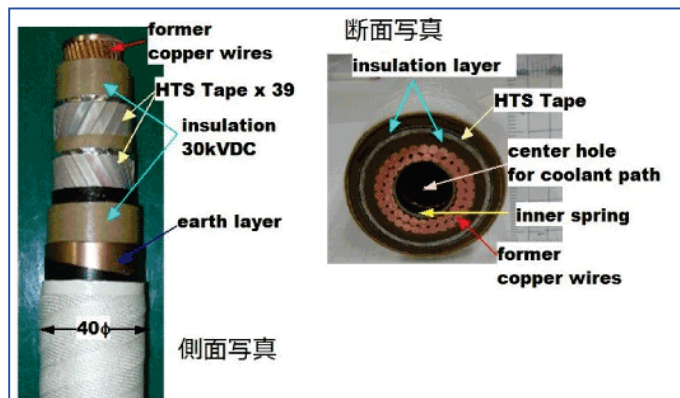 former
copper wires
HTS Tape x 39
insulation
30kVDC
earth layer
40φ
側面写真
断面写真
insulation layer
HTS Tape
center hole
for coolant path
inner spring
former
copper wires